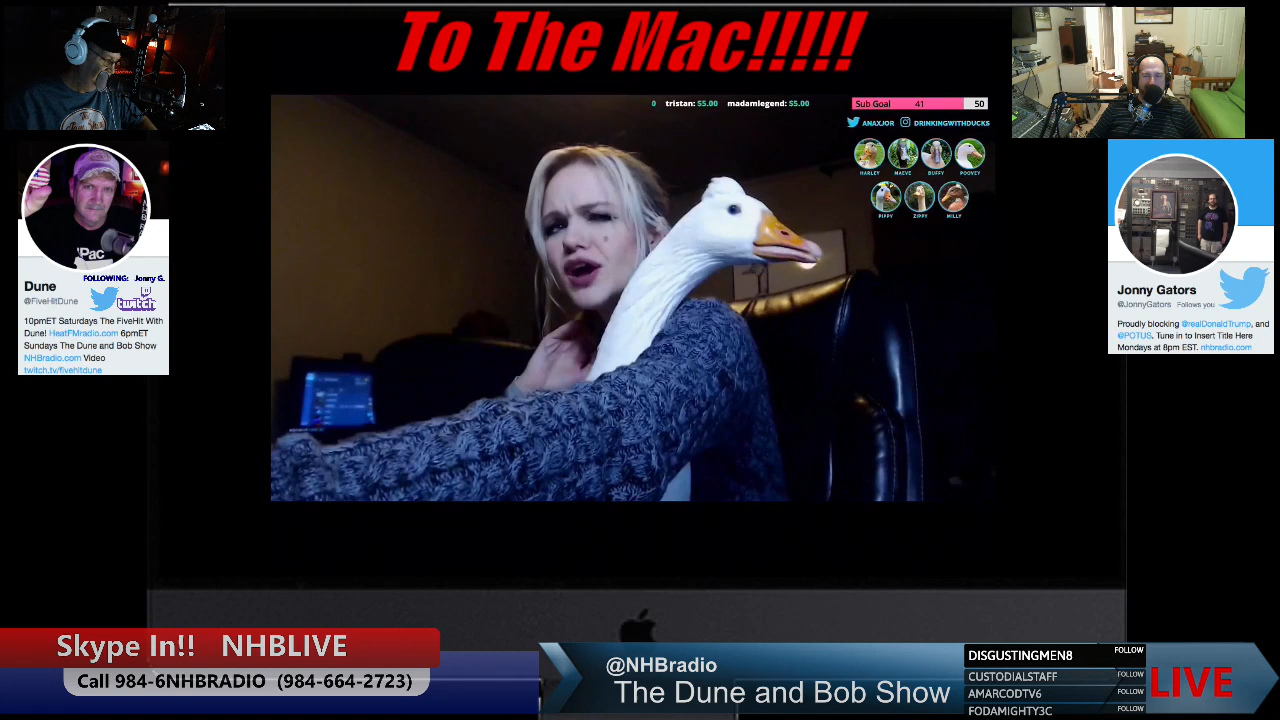 To The Mac!!!!!
0 tristan: $5.00 madamlegend: $5.00
Sub Goal 41 50
ANAXJOR DRINKINGWITHDUCKS
HARLEY MAEVE BUFFY POOVEY
PIPPY ZIPPY MILLY
FOLLOWING: Jonny G.
twitch
Dune
@FiveHitDune
10pmET Saturdays The FiveHit With
Dune! HeatFMradio.com 6pmET
Sundays The Dune and Bob Show
NHBradio.com Video
twitch.tv/fivehitdune
Jonny Gators
@JonnyGators Follows you
Proudly blocking @realDonaldTrump, and
@POTUS. Tune in to Insert Title Here
Mondays at 8pm EST. nhbradio.com
Skype In!! NHBLIVE
Call 984-6NHBRADIO (984-664-2723)
@NHBradio
The Dune and Bob Show
DISGUSTINGMEN8 FOLLOW
CUSTODIALSTAFF FOLLOW
AMARCODTV6 FOLLOW
FODAMIGHTY3C FOLLOW
LIVE